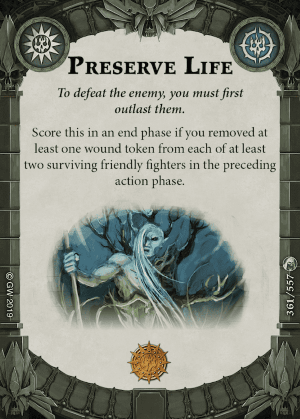 PRESERVE LIFE
To defeat the enemy, you must first
outlast them.
Score this in an end phase if you removed at
least one wound token from each of at least
two surviving friendly fighters in the preceding
action phase.
© GW 2019
361/557